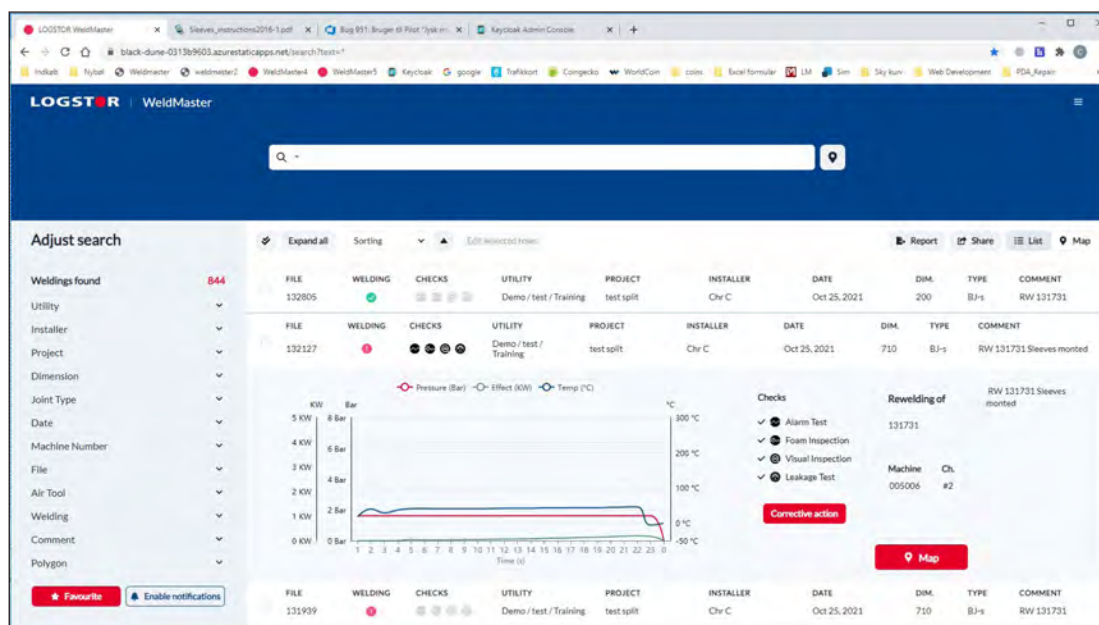 LOGSTOR WeldMaster
Sleeves_instructions2016-1.pdf
Bug 951: Bruger til Pilot "Jysk en
Keycloak Admin Console
black-dune-0313b9603.azurestaticapps.net/search?text=*
Indkøb
Nybøl
Weldmaster
weldmaster2
WeldMaster4
WeldMaster5
Keycloak
google
Trafikkort
Coingecko
WorldCoin
coins
Excel formular
LM
Sim
Sky kurv
Web Development
PDA_Repair
LOGSTOR | WeldMaster
Adjust search
Expand all
Sorting
Edit selected rows
Report
Share
List
Map
Weldings found 844
Utility
Installer
Project
Dimension
Joint Type
Date
Machine Number
File
Air Tool
Welding
Comment
Polygon
Favourite
Enable notifications
FILE WELDING CHECKS UTILITY PROJECT INSTALLER DATE DIM. TYPE COMMENT
132805 Demo / test / Training test split Chr C Oct 25, 2021 200 BJ-s RW 131731
FILE WELDING CHECKS UTILITY PROJECT INSTALLER DATE DIM. TYPE COMMENT
132127 Demo / test / Training test split Chr C Oct 25, 2021 710 BJ-s RW 131731 Sleeves monted
Pressure (Bar) Effect (KW) Temp (°C)
KW Bar °C
5 KW 8 Bar 300 °C
4 KW 6 Bar 200 °C
3 KW 4 Bar 100 °C
2 KW 2 Bar 0 °C
1 KW
0 KW 0 Bar -50 °C
1 2 3 4 5 6 7 8 9 10 11 12 13 14 15 16 17 18 19 20 21 22 23 0
Time (s)
Checks
Alarm Test
Foam Inspection
Visual Inspection
Leakage Test
Corrective action
Rewelding of
131731
Machine Ch.
005006 #2
RW 131731 Sleeves
monted
Map
FILE WELDING CHECKS UTILITY PROJECT INSTALLER DATE DIM. TYPE COMMENT
131939 Demo / test / Training test split Chr C Oct 25, 2021 710 BJ-s RW 131731